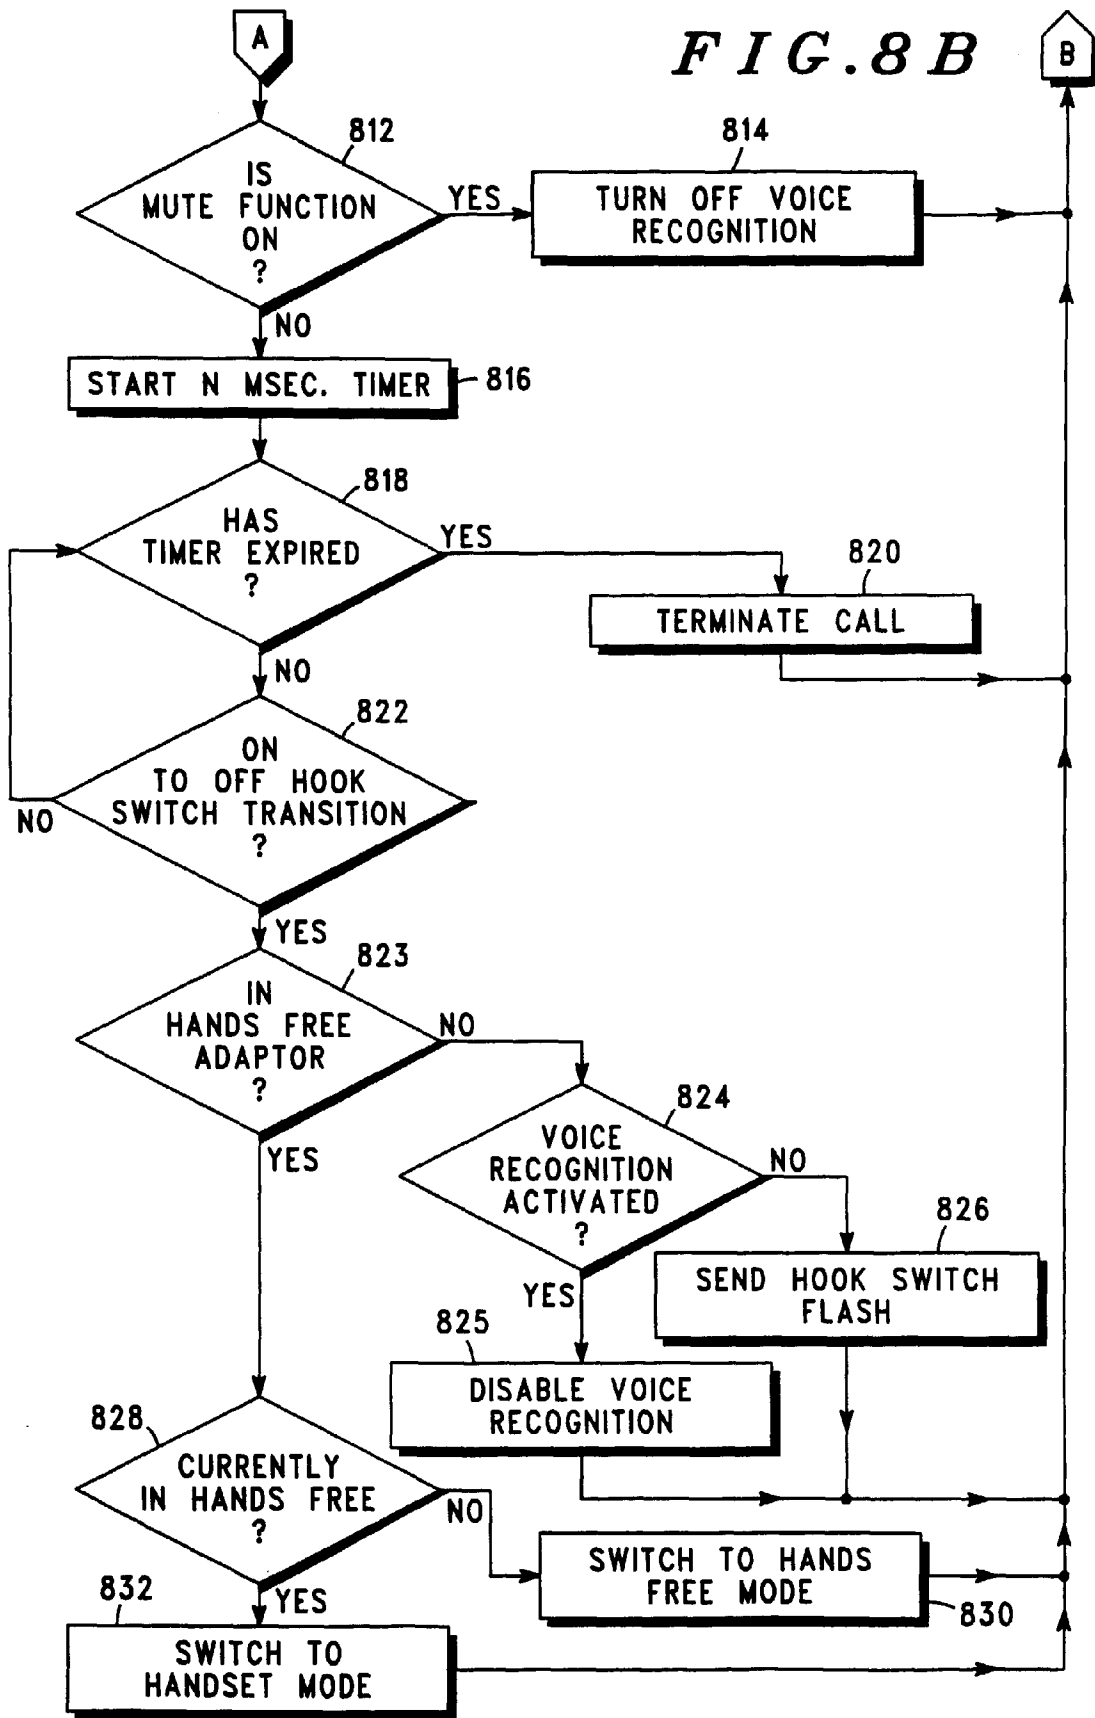 A
FIG. 8B
B
812
IS
MUTE FUNCTION
ON
?
YES
814
TURN OFF VOICE
RECOGNITION
NO
START N MSEC. TIMER
816
818
HAS
TIMER EXPIRED
?
YES
820
TERMINATE CALL
NO
822
ON
TO OFF HOOK
SWITCH TRANSITION
?
NO
YES
823
IN
HANDS FREE
ADAPTOR
?
NO
YES
824
VOICE
RECOGNITION
ACTIVATED
?
NO
YES
826
SEND HOOK SWITCH
FLASH
825
DISABLE VOICE
RECOGNITION
828
CURRENTLY
IN HANDS FREE
?
NO
YES
SWITCH TO HANDS
FREE MODE
830
832
SWITCH TO
HANDSET MODE